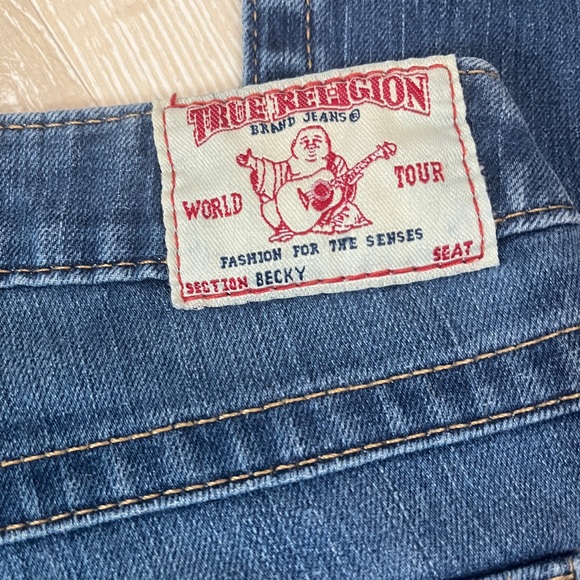 TRUE RELIGION
BRAND JEANS®
WORLD TOUR
FASHION FOR THE SENSES
SECTION BECKY SEAT